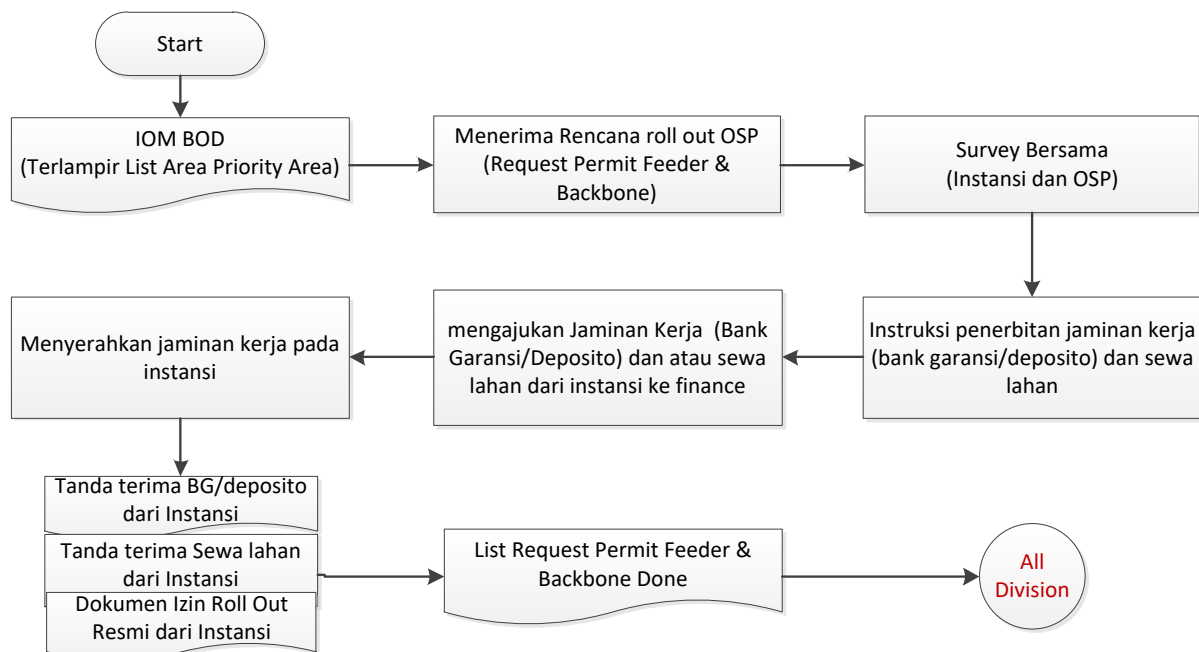 Start
IOM BOD
(Terlampir List Area Priority Area)
Menerima Rencana roll out OSP
(Request Permit Feeder &
Backbone)
Survey Bersama
(Instansi dan OSP)
Instruksi penerbitan jaminan kerja
(bank garansi/deposito) dan sewa
lahan
mengajukan Jaminan Kerja  (Bank
Garansi/Deposito) dan atau sewa
lahan dari instansi ke finance
Menyerahkan jaminan kerja pada
instansi
Tanda terima BG/deposito
dari Instansi
Tanda terima Sewa lahan
dari Instansi
Dokumen Izin Roll Out
Resmi dari Instansi
List Request Permit Feeder &
Backbone Done
All
Division